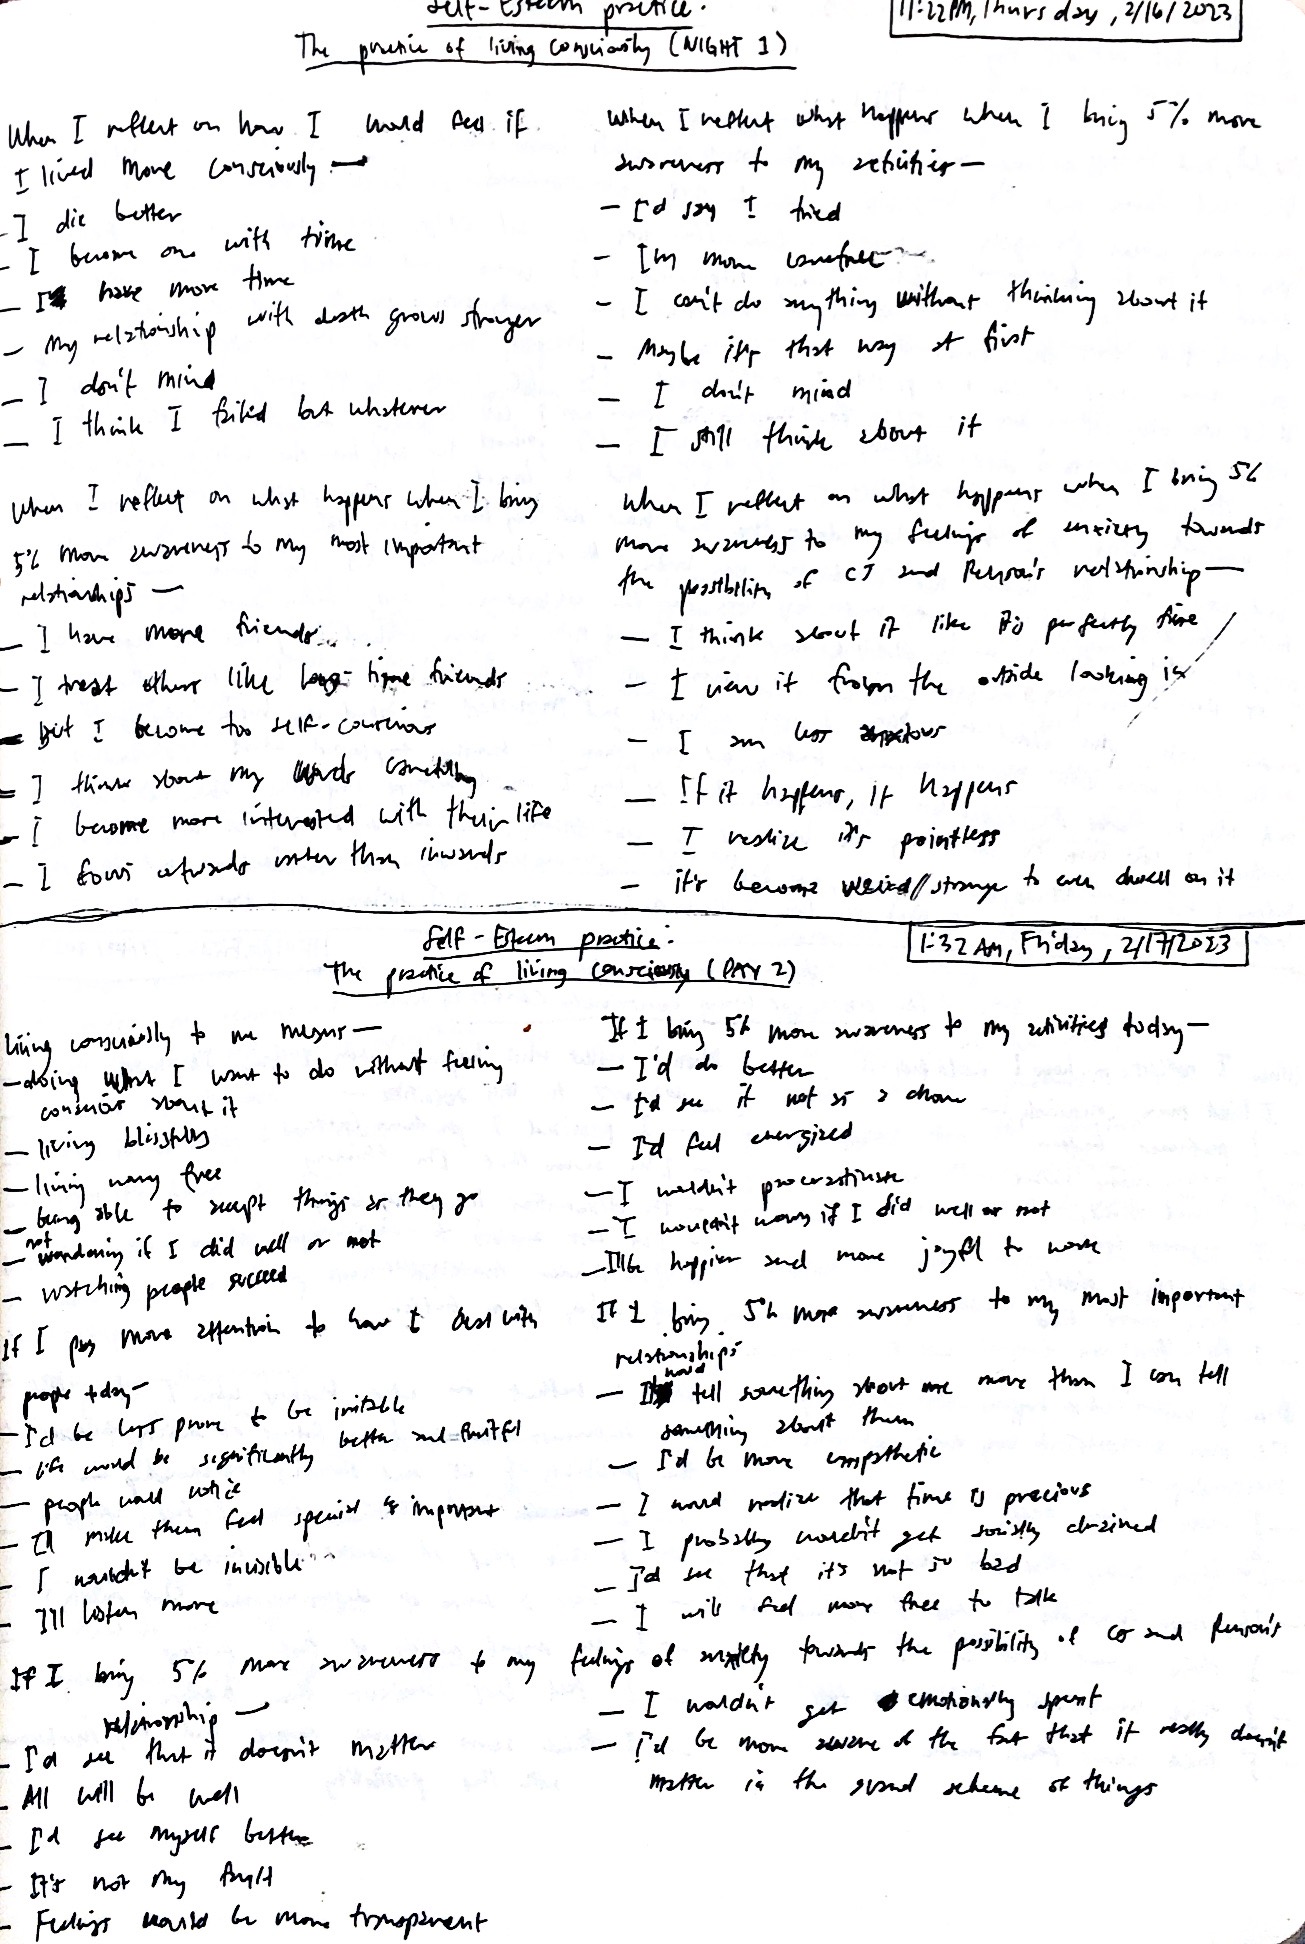 Self-Esteem practice:
11:22PM, Thursday, 2/16/2023
The practice of living consciously (NIGHT 1)
When I reflect on how I would feel if
I lived more consciously —
- I die better
- I become one with time
- I have more time
- My relationship with death grows stronger
- I don't mind
- I think I failed but whatever
When I reflect what happens when I bring 5% more
awareness to my activities —
- I'd say I tried
- I'm more carefree
- I can't do anything without thinking about it
- Maybe it's that way at first
- I don't mind
- I still think about it
When I reflect on what happens when I bring
5% more awareness to my most important
relationships —
- I have more friends
- I treat others like long-time friends
- But I become too self-conscious
- I think about my words carefully
- I become more interested with their life
- I focus outwards rather than inwards
When I reflect on what happens when I bring 5%
more awareness to my feelings of anxiety towards
the possibility of CJ and relationship —
- I think about it like it's perfectly fine
- I view it from the outside looking in
- I am less anxious
- If it happens, it happens
- I realize it's pointless
- it's become weird/strange to even dwell on it
Self-Esteem practice:
1:32 AM, Friday, 2/17/2023
The practice of living consciously (DAY 2)
living consciously to me means —
- doing what I want to do without feeling
conscious about it
- living blissfully
- living worry free
- being able to accept things as they go
- not wondering if I did well or not
- watching people succeed
If I bring 5% more awareness to my activities today —
- I'd do better
- I'd see it not as a chore
- I'd feel energized
- I wouldn't procrastinate
- I wouldn't worry if I did well or not
- I'll be happier and more joyful to work
If I pay more attention to how I deal with
people today —
- I'd be less prone to be irritable
- life would be significantly better and fruitful
- people would notice
- I'll make them feel special & important
- I wouldn't be invisible
- I'll listen more
If I bring 5% more awareness to my most important
relationships
- I would tell something about me more than I can tell
something about them
- I'd be more empathetic
- I would realize that time is precious
- I probably wouldn't get socially drained
- I'd see that it's not so bad
- I will feel more free to talk
If I bring 5% more awareness to my feelings of anxiety towards the possibility of CJ and
relationship —
- I'd see that it doesn't matter
- All will be well
- I'd see myself better
- It's not my fault
- Feelings would be more transparent
- I wouldn't get emotionally spent
- I'd be more aware of the fact that it really doesn't
matter in the grand scheme of things